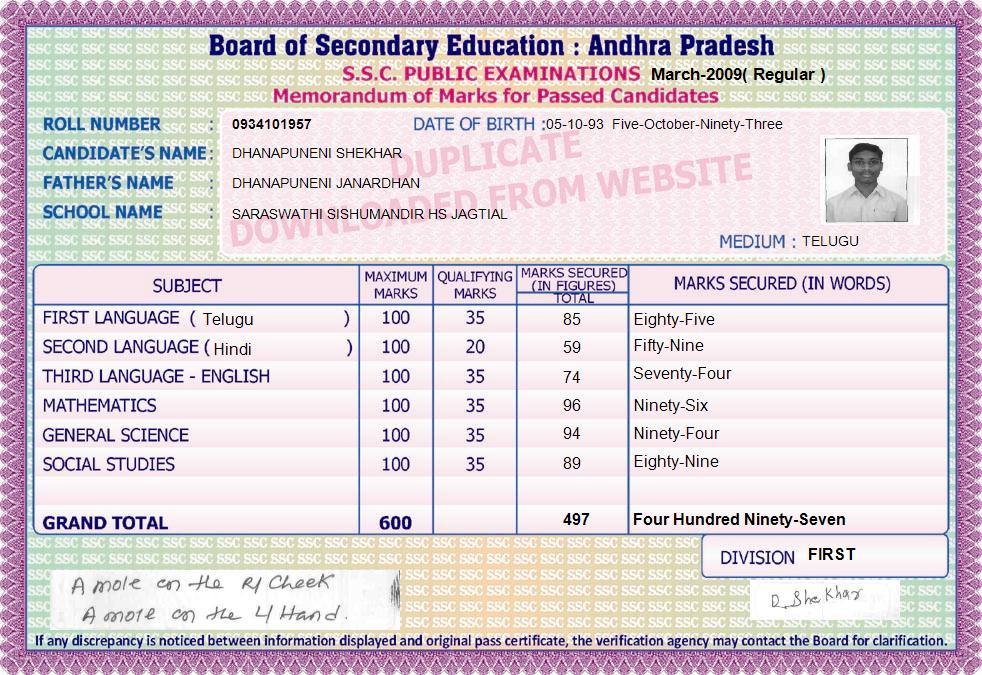 Board of Secondary Education : Andhra Pradesh
S.S.C. PUBLIC EXAMINATIONS March-2009( Regular )
Memorandum of Marks for Passed Candidates
ROLL NUMBER : 0934101957 DATE OF BIRTH :05-10-93 Five-October-Ninety-Three
CANDIDATE'S NAME : DHANAPUNENI SHEKHAR
FATHER'S NAME : DHANAPUNENI JANARDHAN
SCHOOL NAME : SARASWATHI SISHUMANDIR HS JAGTIAL
DUPLICATE
DOWNLOADED FROM WEBSITE
MEDIUM : TELUGU
SUBJECT MAXIMUM MARKS QUALIFYING MARKS MARKS SECURED (IN FIGURES) TOTAL MARKS SECURED (IN WORDS)
FIRST LANGUAGE ( Telugu ) 100 35 85 Eighty-Five
SECOND LANGUAGE ( Hindi ) 100 20 59 Fifty-Nine
THIRD LANGUAGE - ENGLISH 100 35 74 Seventy-Four
MATHEMATICS 100 35 96 Ninety-Six
GENERAL SCIENCE 100 35 94 Ninety-Four
SOCIAL STUDIES 100 35 89 Eighty-Nine
GRAND TOTAL 600 497 Four Hundred Ninety-Seven
DIVISION FIRST
A mole on the R/ Cheek
A mole on the L/ Hand.
D. Shekhar
If any discrepancy is noticed between information displayed and original pass certificate, the verification agency may contact the Board for clarification.